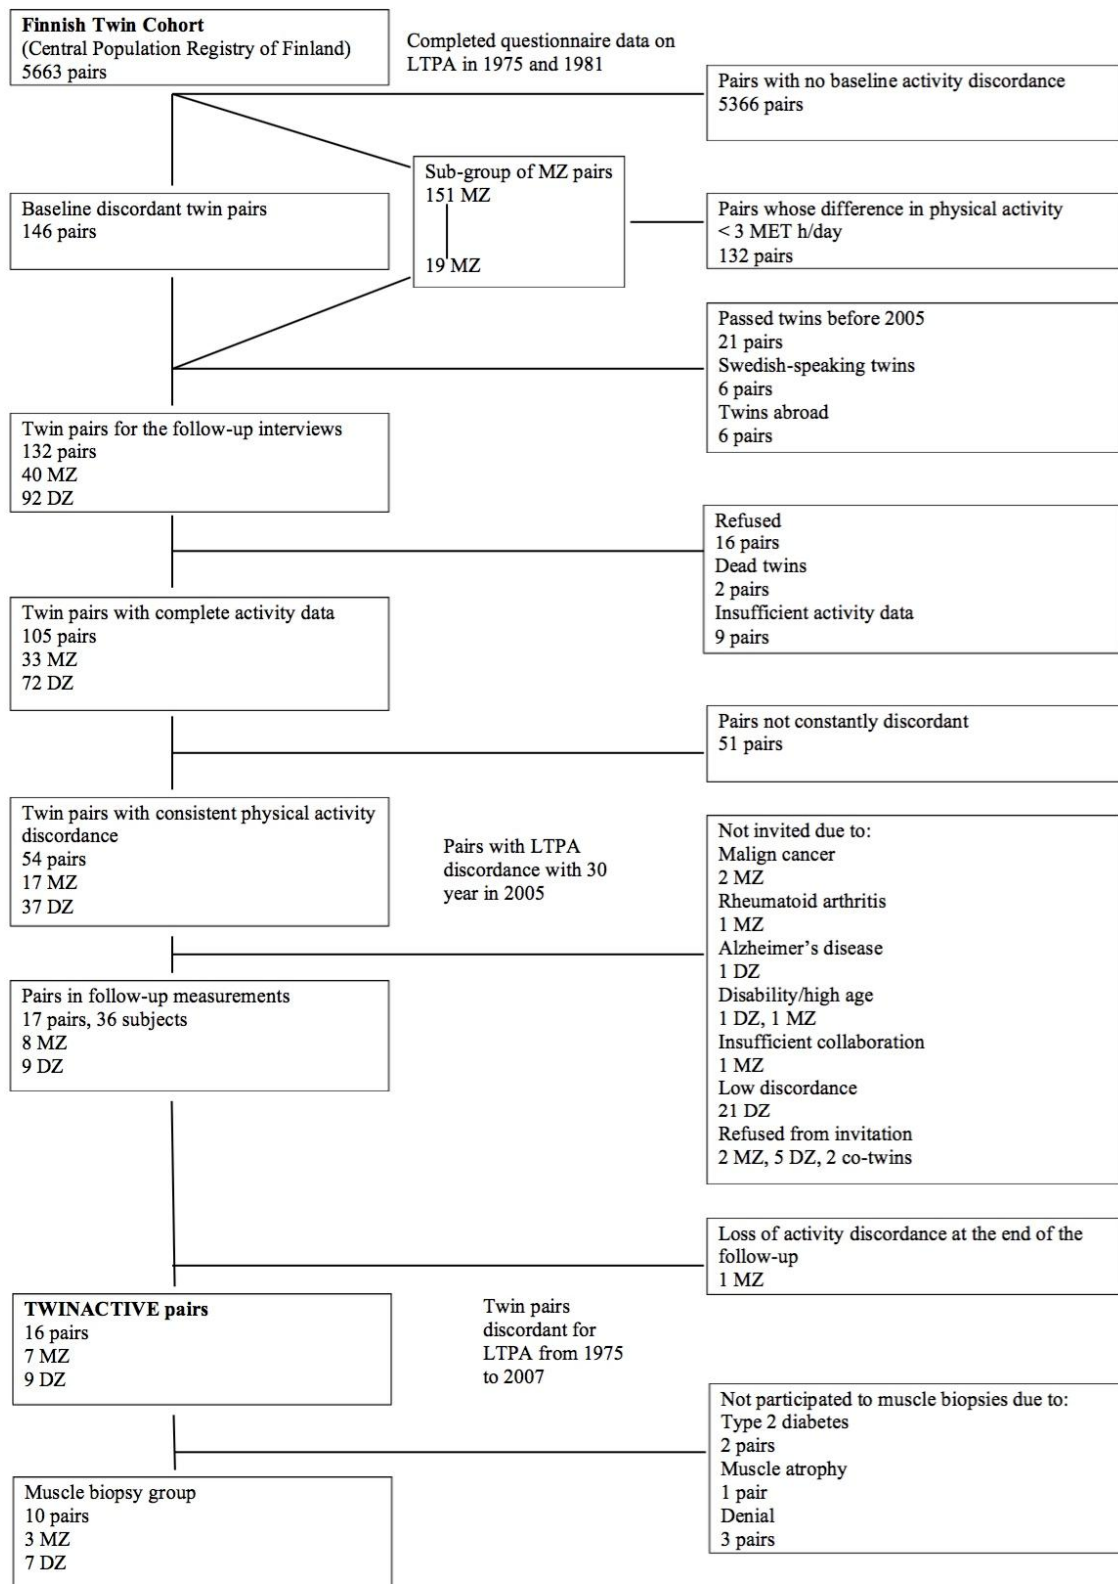 Finnish Twin Cohort
(Central Population Registry of Finland)
5663 pairs
Completed questionnaire data on
LTPA in 1975 and 1981
Pairs with no baseline activity discordance
5366 pairs
Sub-group of MZ pairs
151 MZ
19 MZ
Baseline discordant twin pairs
146 pairs
Pairs whose difference in physical activity
< 3 MET h/day
132 pairs
Passed twins before 2005
21 pairs
Swedish-speaking twins
6 pairs
Twins abroad
6 pairs
Twin pairs for the follow-up interviews
132 pairs
40 MZ
92 DZ
Refused
16 pairs
Dead twins
2 pairs
Insufficient activity data
9 pairs
Twin pairs with complete activity data
105 pairs
33 MZ
72 DZ
Pairs not constantly discordant
51 pairs
Twin pairs with consistent physical activity
discordance
54 pairs
17 MZ
37 DZ
Pairs with LTPA
discordance with 30
year in 2005
Not invited due to:
Malign cancer
2 MZ
Rheumatoid arthritis
1 MZ
Alzheimer's disease
1 DZ
Disability/high age
1 DZ, 1 MZ
Insufficient collaboration
1 MZ
Low discordance
21 DZ
Refused from invitation
2 MZ, 5 DZ, 2 co-twins
Pairs in follow-up measurements
17 pairs, 36 subjects
8 MZ
9 DZ
Loss of activity discordance at the end of the
follow-up
1 MZ
TWINACTIVE pairs
16 pairs
7 MZ
9 DZ
Twin pairs
discordant for
LTPA from 1975
to 2007
Not participated to muscle biopsies due to:
Type 2 diabetes
2 pairs
Muscle atrophy
1 pair
Denial
3 pairs
Muscle biopsy group
10 pairs
3 MZ
7 DZ